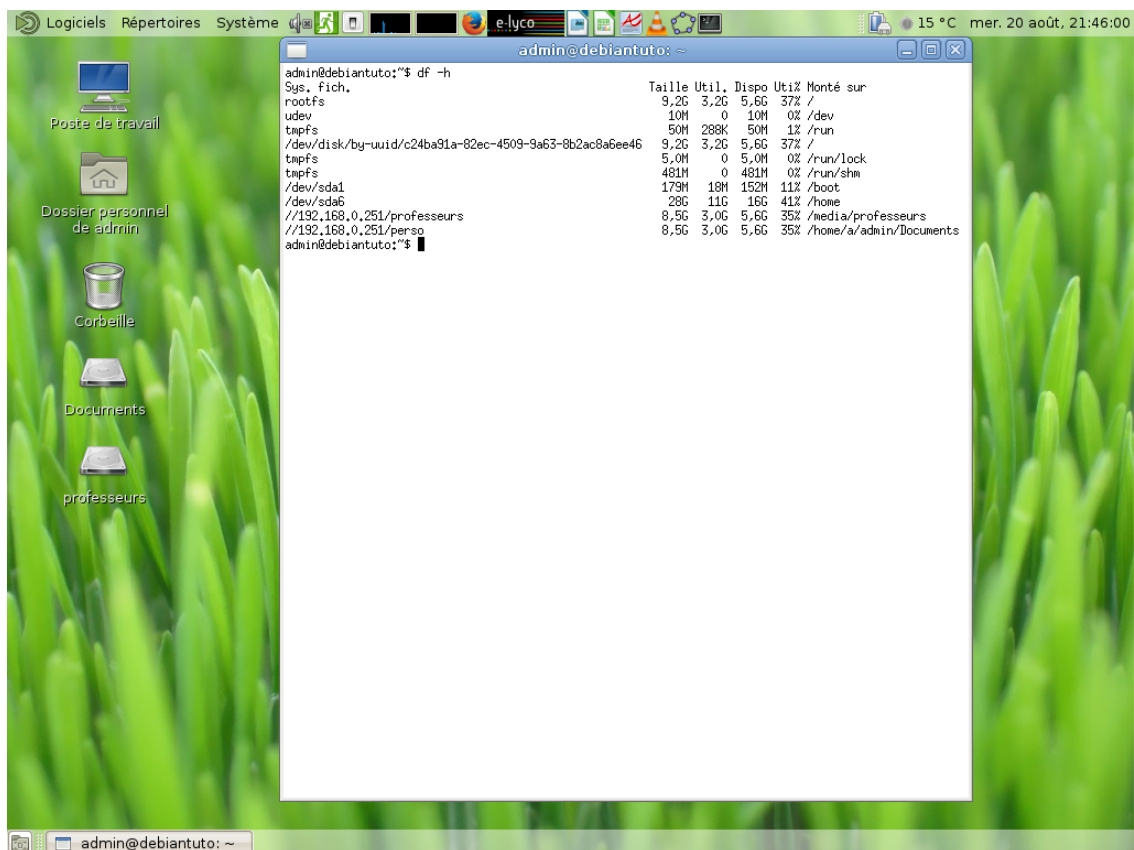 Logiciels Répertoires Système e-lyco 15 °C mer. 20 août, 21:46:00
admin@debiantuto: ~
Poste de travail
Dossier personnel
de admin
Corbeille
Documents
professeurs
admin@debiantuto:~$ df -h
Sys. fich. Taille Util. Dispo Uti% Monté sur
rootfs 9,2G 3,2G 5,6G 37% /
udev 10M 0 10M 0% /dev
tmpfs 50M 288K 50M 1% /run
/dev/disk/by-uuid/c24ba91a-82ec-4509-9a63-8b2ac8a6ee46 9,2G 3,2G 5,6G 37% /
tmpfs 5,0M 0 5,0M 0% /run/lock
tmpfs 481M 0 481M 0% /run/shm
/dev/sda1 179M 18M 152M 11% /boot
/dev/sda6 28G 11G 16G 41% /home
//192.168.0.251/professeurs 8,5G 3,0G 5,6G 35% /media/professeurs
//192.168.0.251/perso 8,5G 3,0G 5,6G 35% /home/a/admin/Documents
admin@debiantuto:~$
admin@debiantuto: ~